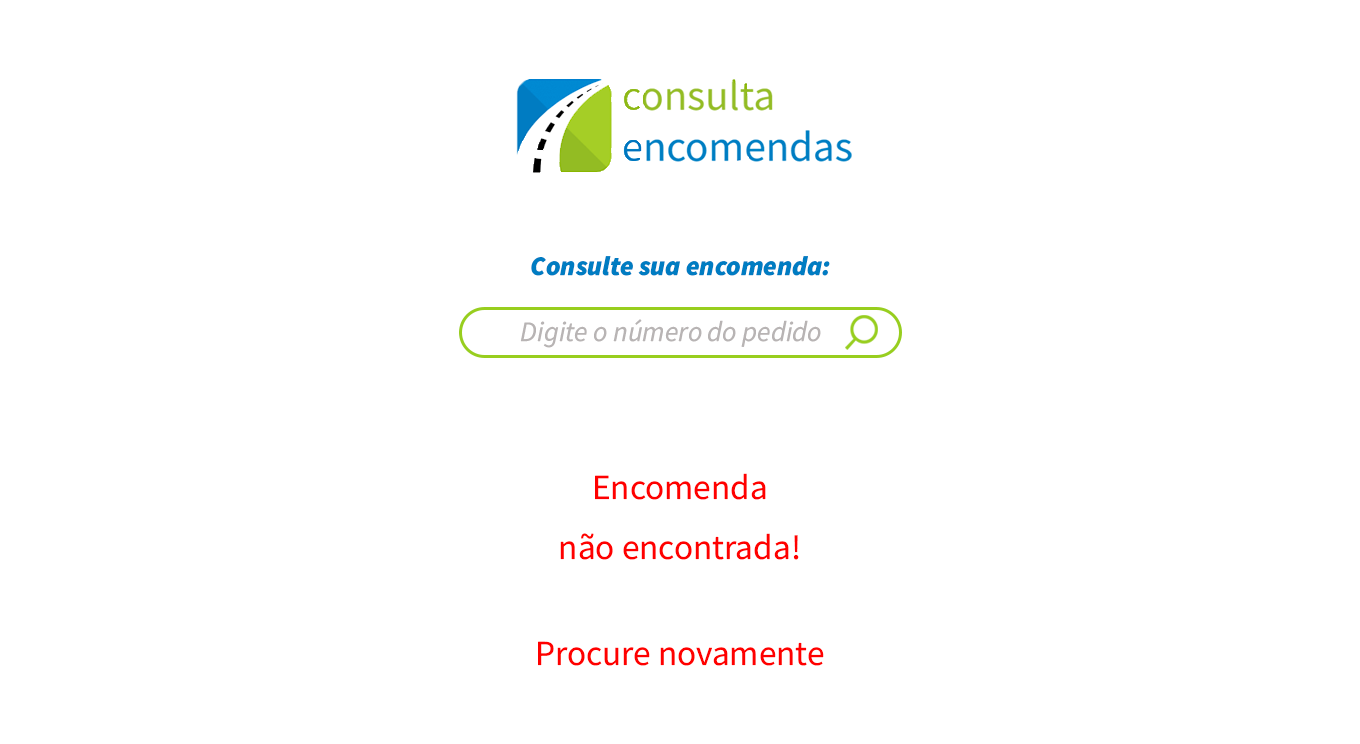 consulta
encomendas
Consulte sua encomenda:
Digite o número do pedido
Encomenda
não encontrada!
Procure novamente